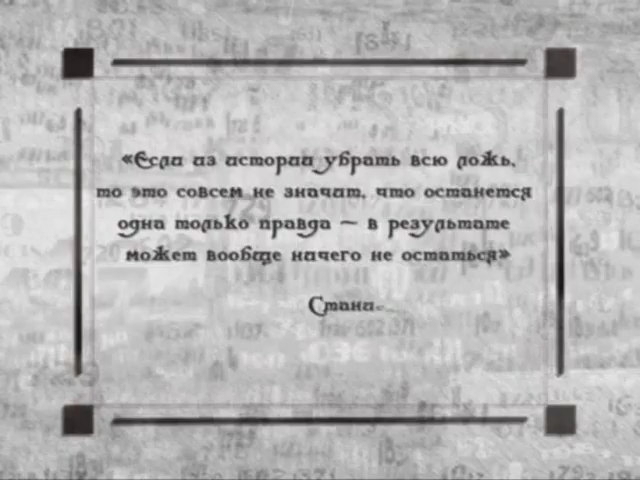 «Если из истории убрать всю ложь,
то это совсем не значит, что останется
одна только правда — в результате
может вообще ничего не остаться»
Стани